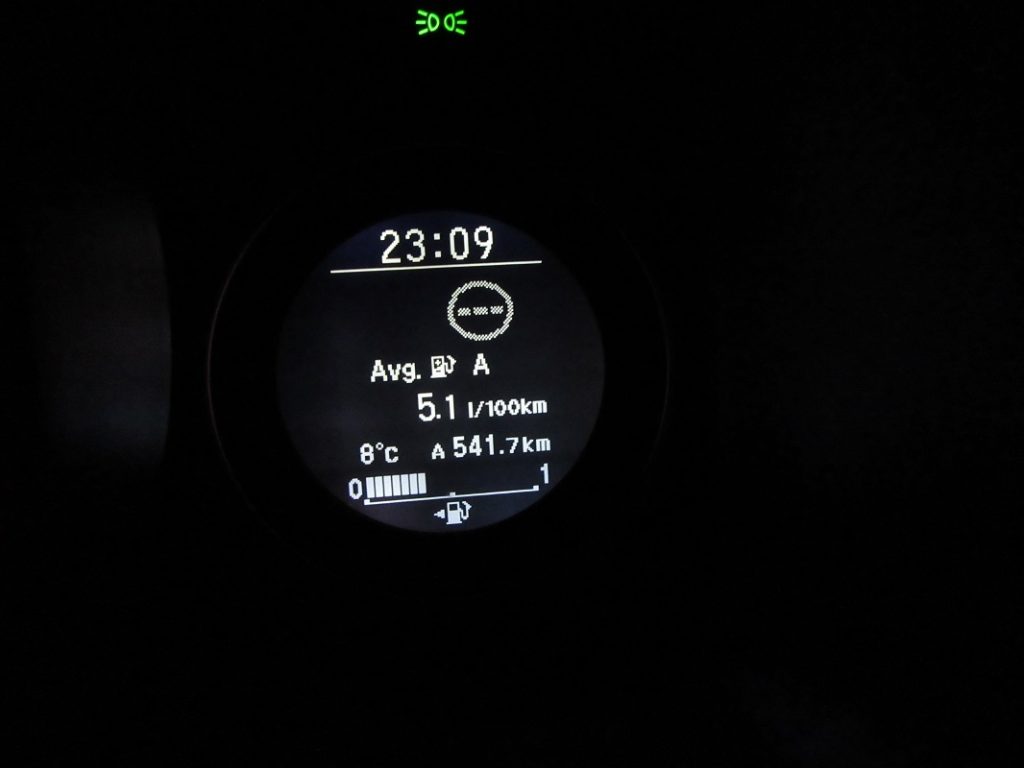 23:09
---
Avg. A
5.1 l/100km
8°C A 541.7km
0 1